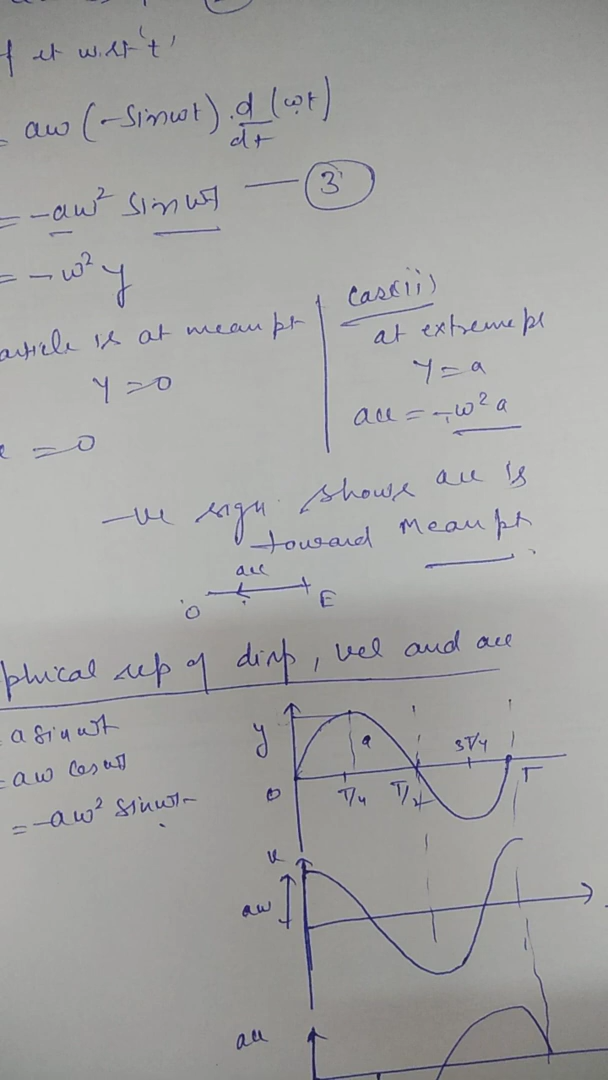 f it w.r.t 't'
= aω (-Sinωt) . d/dt (ωt)
= -aω² Sinωt — ③
= -ω² y
article is at mean pt
Y = 0
= 0
Case(ii)
at extreme pt
Y = a
acc = -ω² a
-ve sign shows acc is
toward Mean pt
acc
O E
phical rep of disp, vel and acc
a sinωt
= aω Cosωt
= -aω² Sinωt
y
a
3T/4
O T/4 T/2 T
v
aω
acc